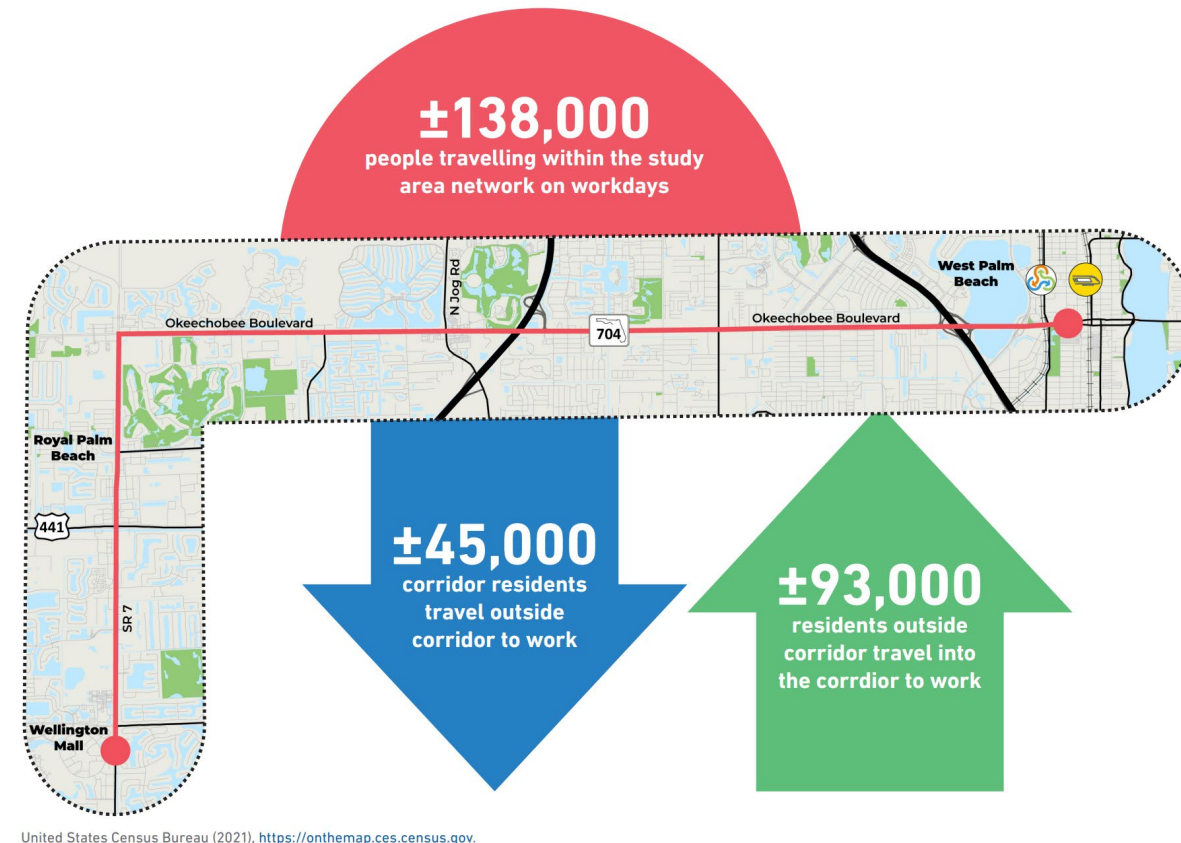 ±138,000
people travelling within the study
area network on workdays
N Jog Rd
West Palm
Beach
Okeechobee Boulevard
704
Okeechobee Boulevard
Royal Palm
Beach
441
SR 7
Wellington
Mall
±45,000
corridor residents
travel outside
corridor to work
±93,000
residents outside
corridor travel into
the corrdior to work
United States Census Bureau (2021), https://onthemap.ces.census.gov.